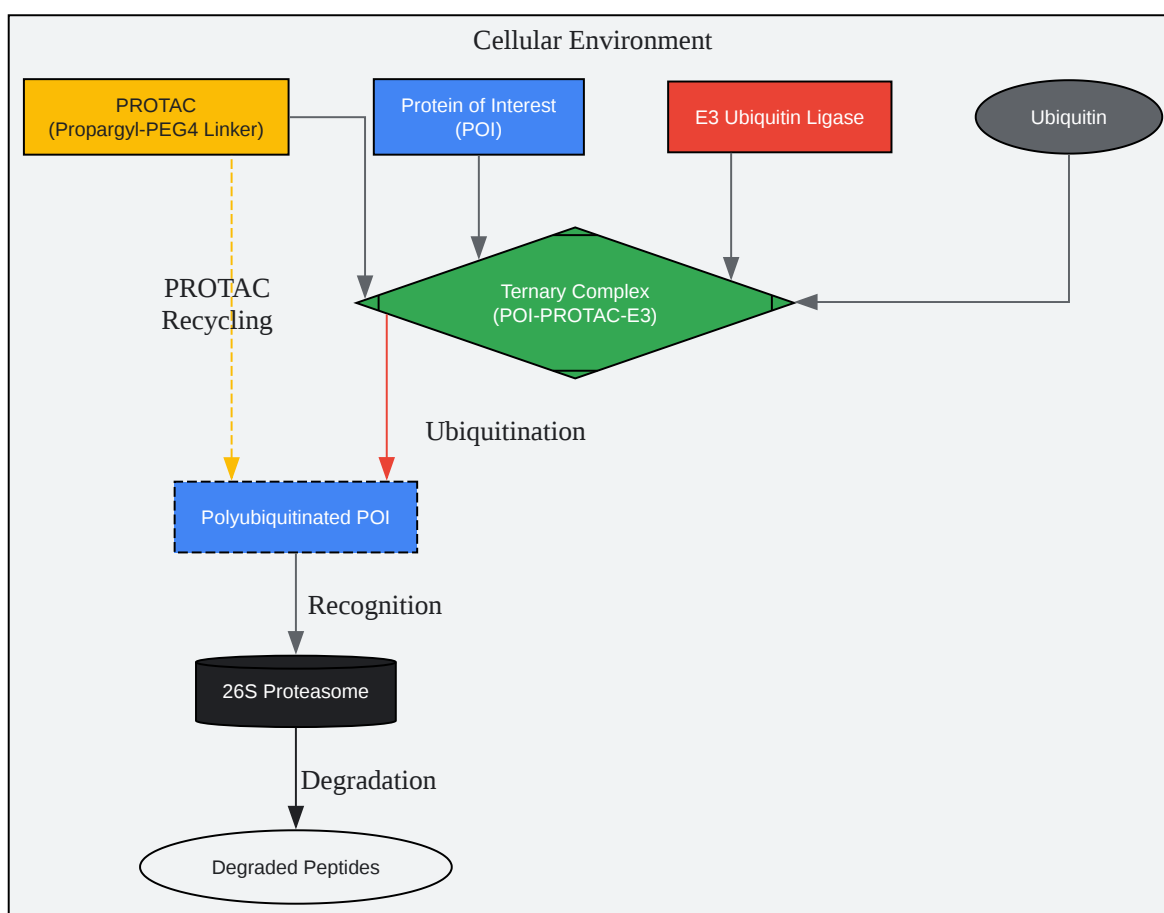 Cellular Environment
PROTAC
(Propargyl-PEG4 Linker)
Protein of Interest
(POI)
E3 Ubiquitin Ligase
Ubiquitin
PROTAC
Recycling
Ternary Complex
(POI-PROTAC-E3)
Ubiquitination
Polyubiquitinated POI
Recognition
26S Proteasome
Degradation
Degraded Peptides